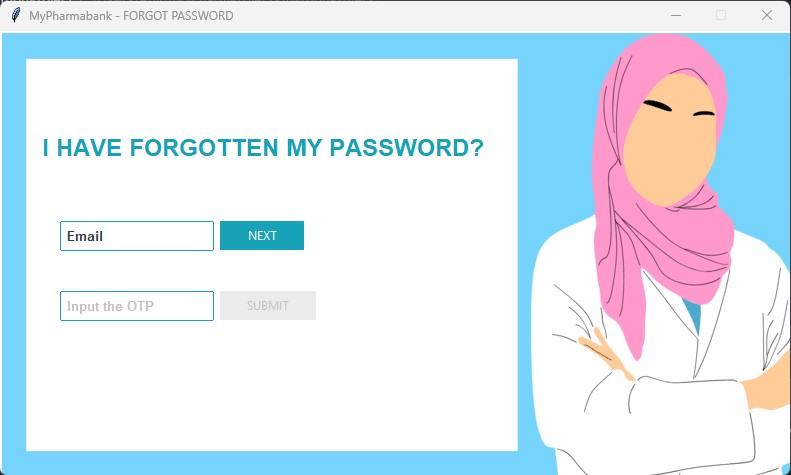 MyPharmabank - FORGOT PASSWORD
I HAVE FORGOTTEN MY PASSWORD?
Email
NEXT
Input the OTP
SUBMIT